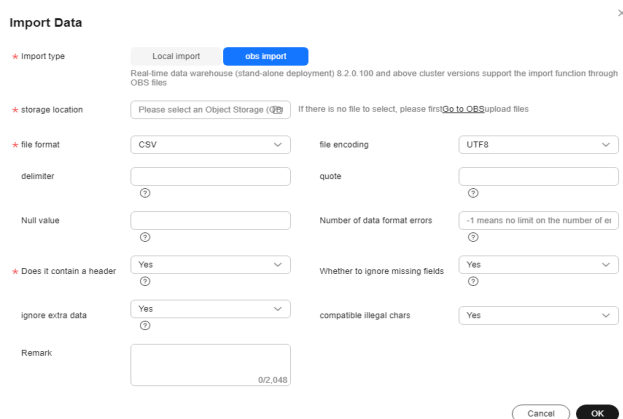 Import Data
* Import type
Local import
obs import
Real-time data warehouse (stand-alone deployment) 8.2.0.100 and above cluster versions support the import function through
OBS files
* storage location
Please select an Object Storage
If there is no file to select, please firstGo to OBSupload files
* file format
CSV
file encoding
UTF8
delimiter
quote
Null value
Number of data format errors
-1 means no limit on the number of er
* Does it contain a header
Yes
Whether to ignore missing fields
Yes
ignore extra data
Yes
compatible illegal chars
Yes
Remark
0/2,048
Cancel
OK